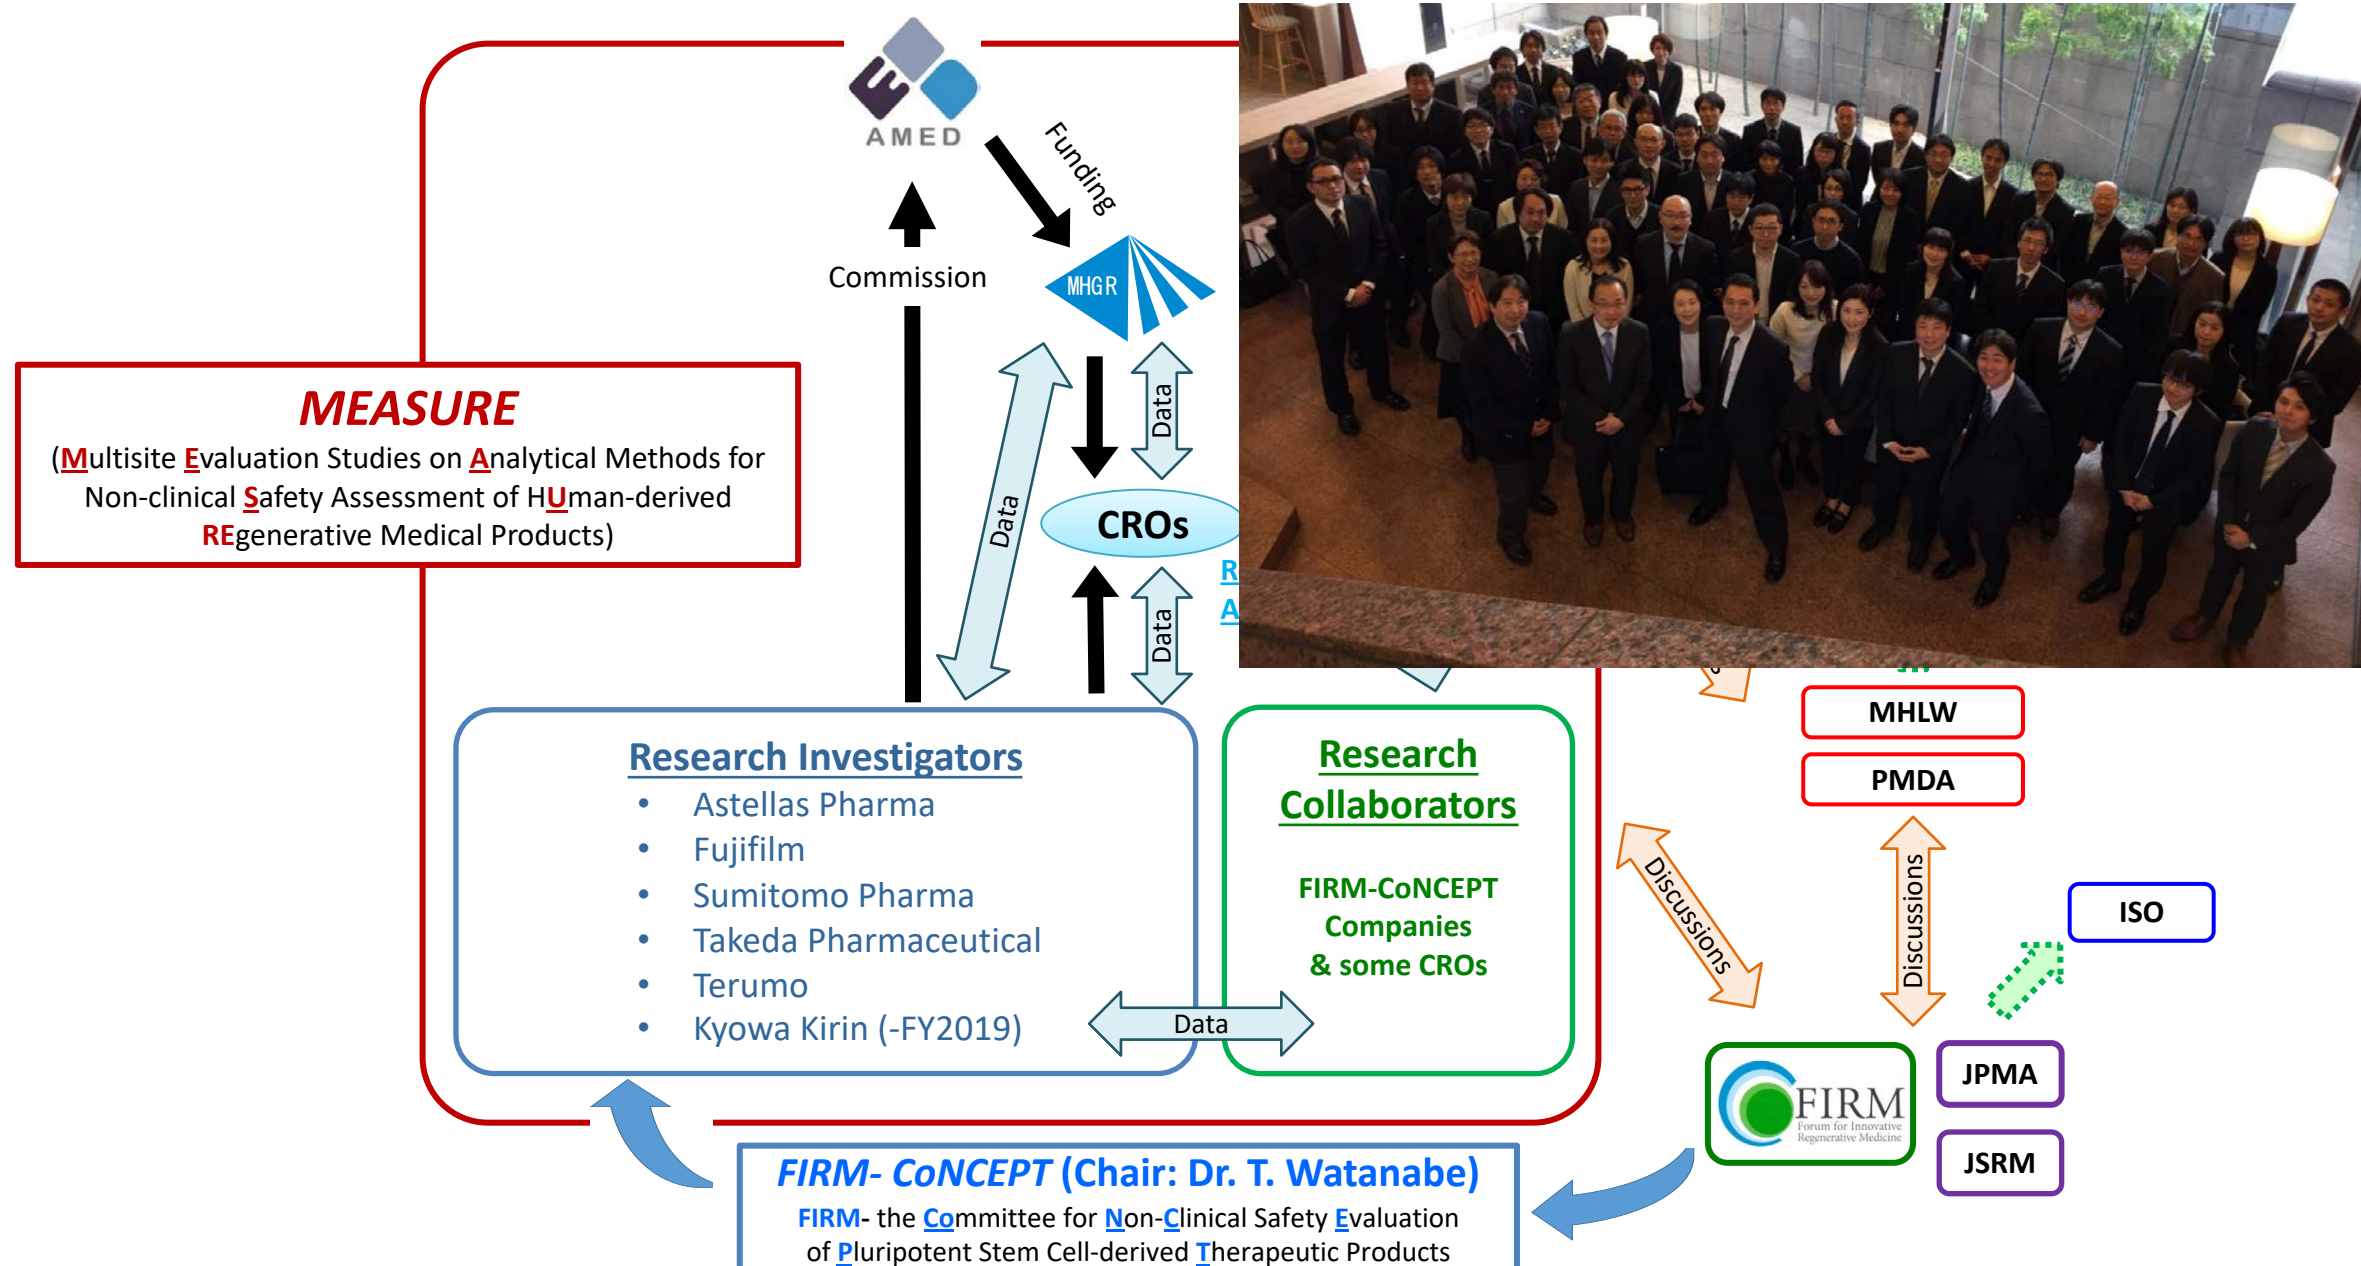 AMED
Funding
Commission
MHGR
MEASURE
(Multisite Evaluation Studies on Analytical Methods for
Non-clinical Safety Assessment of HUman-derived
REgenerative Medical Products)
Data
Data
CROs
Data
R
A
MHLW
PMDA
Research Investigators
• Astellas Pharma
• Fujifilm
• Sumitomo Pharma
• Takeda Pharmaceutical
• Terumo
• Kyowa Kirin (-FY2019)
Research
Collaborators
FIRM-CoNCEPT
Companies
& some CROs
Data
Discussions
Discussions
ISO
FIRM
Forum for Innovative
Regenerative Medicine
JPMA
JSRM
FIRM- CoNCEPT (Chair: Dr. T. Watanabe)
FIRM- the Committee for Non-Clinical Safety Evaluation
of Pluripotent Stem Cell-derived Therapeutic Products